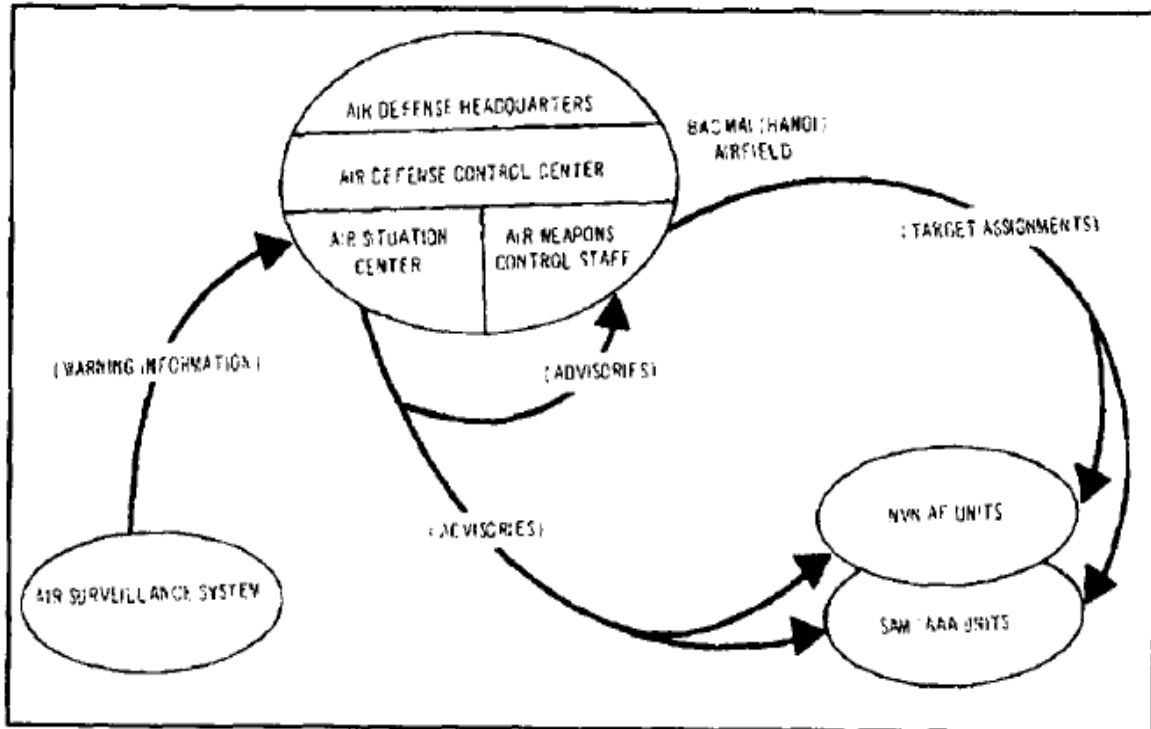 AIR DEFENSE HEADQUARTERS
AIR DEFENSE CONTROL CENTER
AIR SITUATION
CENTER
AIR WEAPONS
CONTROL STAFF
BAC MAI (HANOI)
AIRFIELD
(TARGET ASSIGNMENTS)
(WARNING INFORMATION)
(ADVISORIES)
(ADVISORIES)
NVN AF UNITS
AIR SURVEILLANCE SYSTEM
SAM AAA UNITS